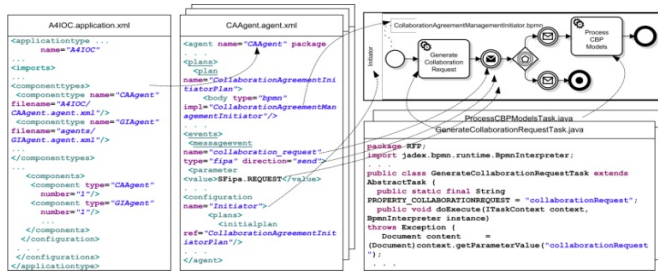 A4IOC.application.xml
<applicationtype ...
name="A4IOC"
...
<imports>
...
<componenttypes>
<componenttype name="CAAgent"
filename="A4IOC/
CAAgent.agent.xml"/>
<componenttype name="GIAgent"
filename="agents/
GIAgent.agent.xml"/>
...
</componenttypes>
...
<components>
<component type="CAAgent"
number="1"/>
<component type="GIAgent"
number="1"/>
...
</components>
</configuration>
</configurations>
</applicationtype>
CAAgent.agent.xml
<agent name="CAAgent" package
...
<plans>
<plan
name="CollaborationAgreementIni
tiatorPlan">
<body type="bpmn"
impl="CollaborationAgreementMan
agementInitiator"/>
...
<events>
<messageevent
name="collaboration_request"
type="fipa" direction="send">
<parameter
<value>SFipa.REQUEST</value>
. . .
<configuration
name="Initiator">
<plans>
<initialplan
ref="CollaborationAgreementInit
iatorPlan"/>
. . .
</agent>
CollaborationAgreementManagementInitiator.bpmn
Initiator
Generate
Collaboration
Request
Process
CBP
Models
ProcessCBPModelsTask.java
GenerateCollaborationRequestTask.java
package RFP;
import jadex.bpmn.runtime.BpmnInterpreter;
. . .
public class GenerateCollaborationRequestTask extends
AbstractTask {
public static final String
PROPERTY_COLLABORATIONREQUEST = "collaborationRequest";
public void doExecute(ITaskContext context,
BpmnInterpreter instance)
throws Exception {
Document content =
(Document)context.getParameterValue("collaborationRequest
");
. . .